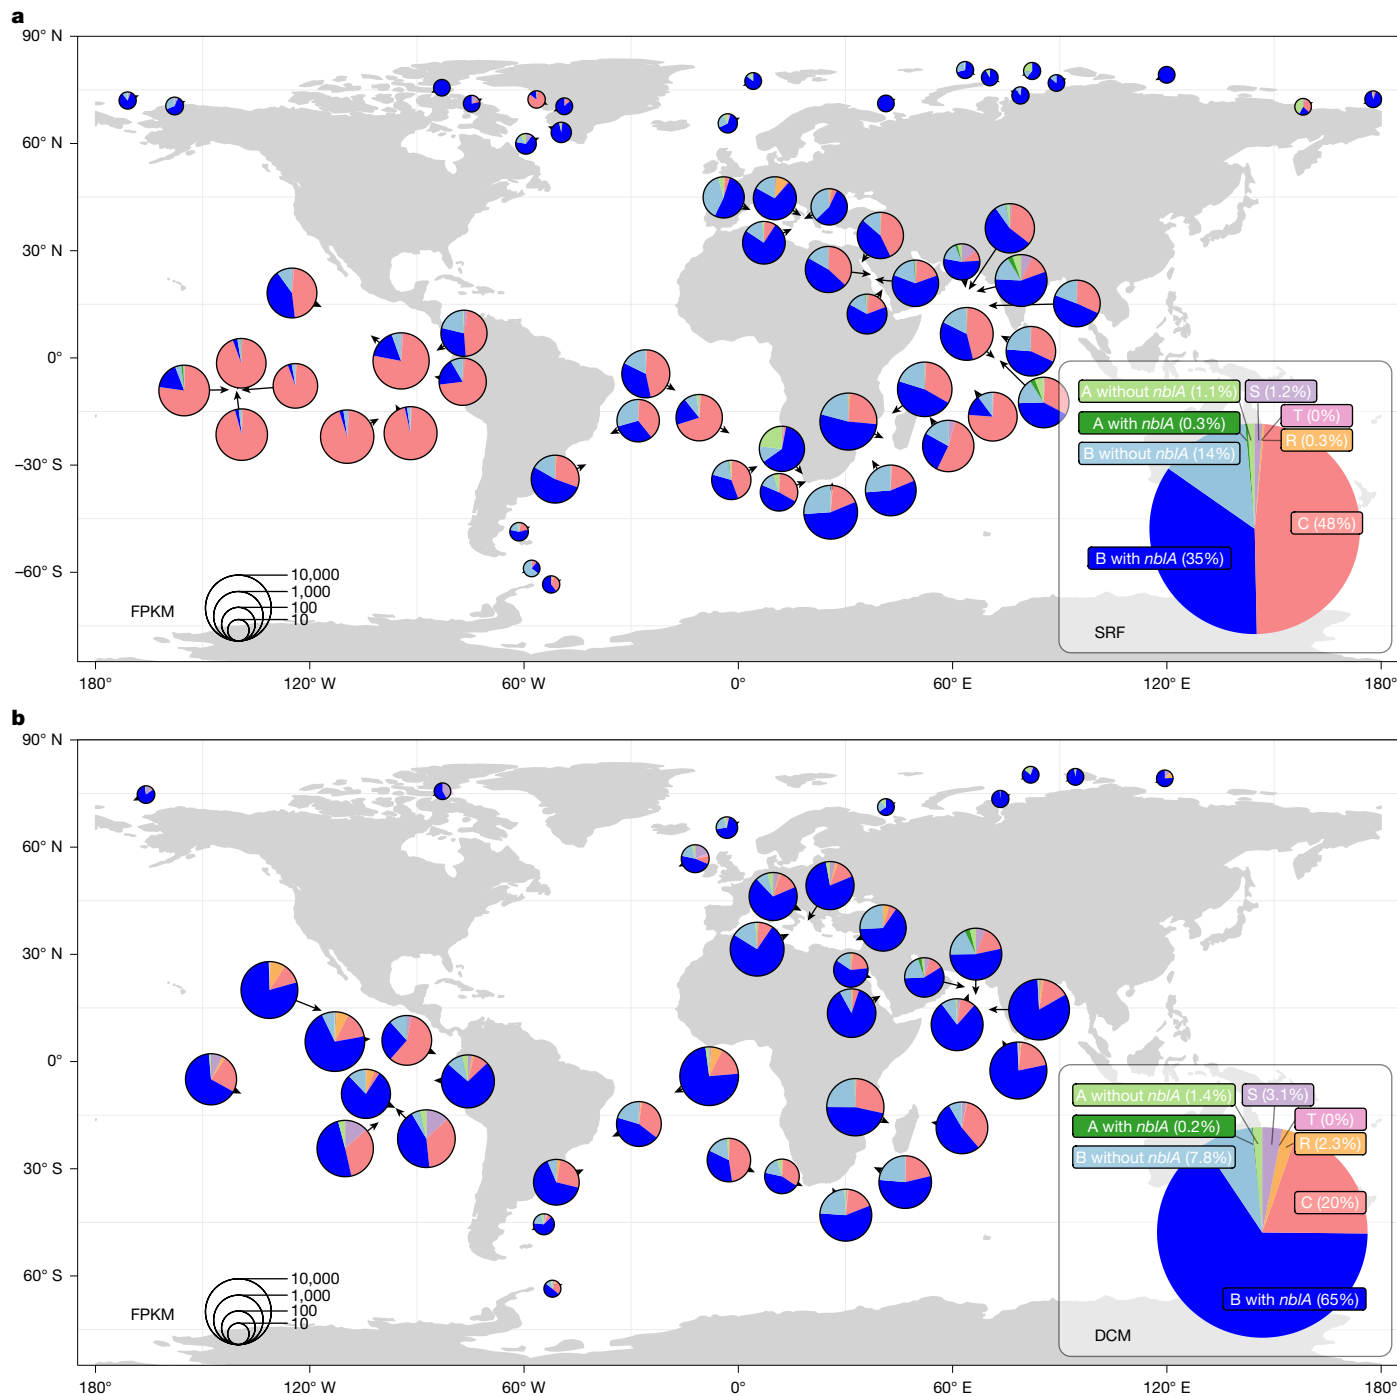 a
90° N
60° N
30° N
0°
–30° S
–60° S
A without nblA (1.1%)
S (1.2%)
T (0%)
A with nblA (0.3%)
R (0.3%)
B without nblA (14%)
C (48%)
B with nblA (35%)
SRF
FPKM
10,000
1,000
100
10
180° 120° W 60° W 0° 60° E 120° E 180°
b
90° N
60° N
30° N
0°
30° S
60° S
A without nblA (1.4%)
S (3.1%)
T (0%)
A with nblA (0.2%)
R (2.3%)
B without nblA (7.8%)
C (20%)
B with nblA (65%)
DCM
FPKM
10,000
1,000
100
10
180° 120° W 60° W 0° 60° E 120° E 180°